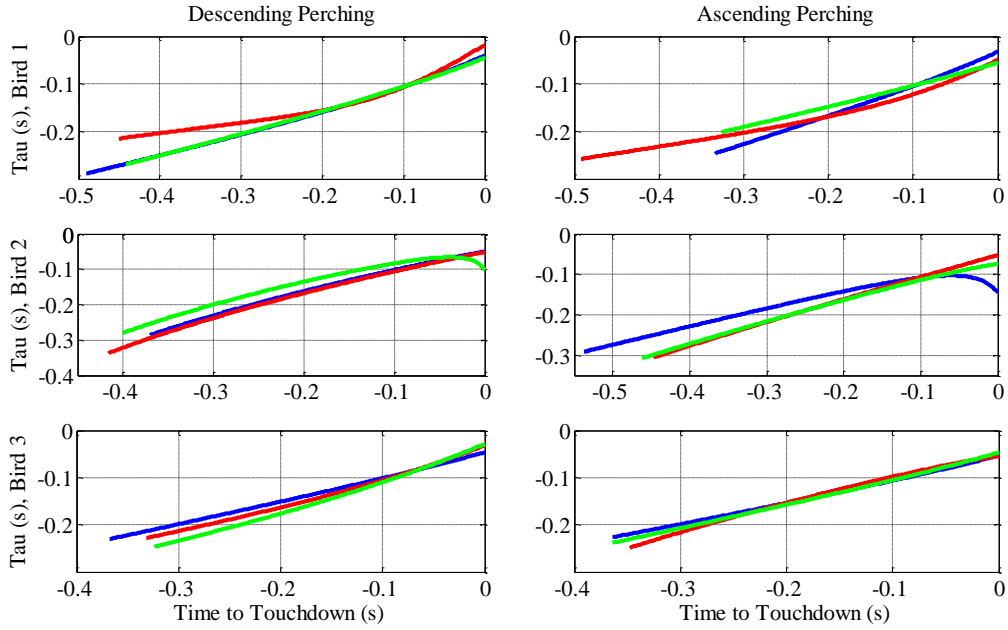 Descending Perching
Ascending Perching
Tau (s), Bird 1
0
-0.1
-0.2
-0.5 -0.4 -0.3 -0.2 -0.1 0
0
-0.1
-0.2
-0.5 -0.4 -0.3 -0.2 -0.1 0
Tau (s), Bird 2
0
-0.1
-0.2
-0.3
-0.4
-0.4 -0.3 -0.2 -0.1 0
0
-0.1
-0.2
-0.3
-0.5 -0.4 -0.3 -0.2 -0.1 0
Tau (s), Bird 3
0
-0.1
-0.2
-0.4 -0.3 -0.2 -0.1 0
Time to Touchdown (s)
0
-0.1
-0.2
-0.4 -0.3 -0.2 -0.1 0
Time to Touchdown (s)